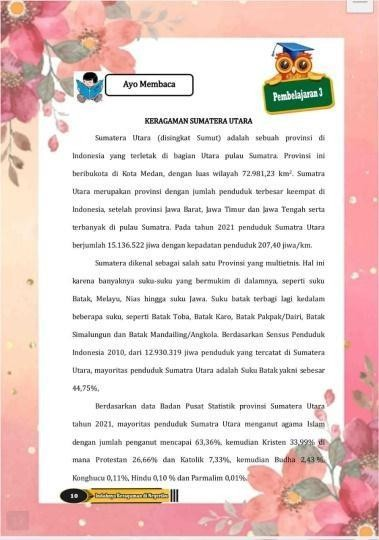 Ayo Membaca
Pembelajaran 3
KERAGAMAN SUMATERA UTARA
Sumatera Utara (disingkat Sumut) adalah sebuah provinsi di
Indonesia yang terletak di bagian Utara pulau Sumatra. Provinsi ini
beribukota di Kota Medan, dengan luas wilayah 72.981,23 km². Sumatra
Utara merupakan provinsi dengan jumlah penduduk terbesar keempat di
Indonesia, setelah provinsi Jawa Barat, Jawa Timur dan Jawa Tengah serta
terbanyak di pulau Sumatra. Pada tahun 2021 penduduk Sumatra Utara
berjumlah 15.136.522 jiwa dengan kepadatan penduduk 207,40 jiwa/km.
Sumatera dikenal sebagai salah satu Provinsi yang multietnis. Hal ini
karena banyaknya suku-suku yang bermukim di dalamnya, seperti suku
Batak, Melayu, Nias hingga suku Jawa. Suku batak terbagi lagi kedalam
beberapa suku, seperti Batak Toba, Batak Karo, Batak Pakpak/Dairi, Batak
Simalungun dan Batak Mandailing/Angkola. Berdasarkan Sensus Penduduk
Indonesia 2010, dari 12.930.319 jiwa penduduk yang tercatat di Sumatera
Utara, mayoritas penduduk Sumatra Utara adalah Suku Batak yakni sebesar
44,75%.
Berdasarkan data Badan Pusat Statistik provinsi Sumatera Utara
tahun 2021, mayoritas penduduk Sumatra Utara menganut agama Islam
dengan jumlah penganut mencapai 63,36%, kemudian Kristen 33,99% di
mana Protestan 26,66% dan Katolik 7,33%, kemudian Budha 2,43 %,
Konghucu 0,11%, Hindu 0,10 % dan Parmalim 0,01%.
10
Indahnya Keragaman di Negeriku